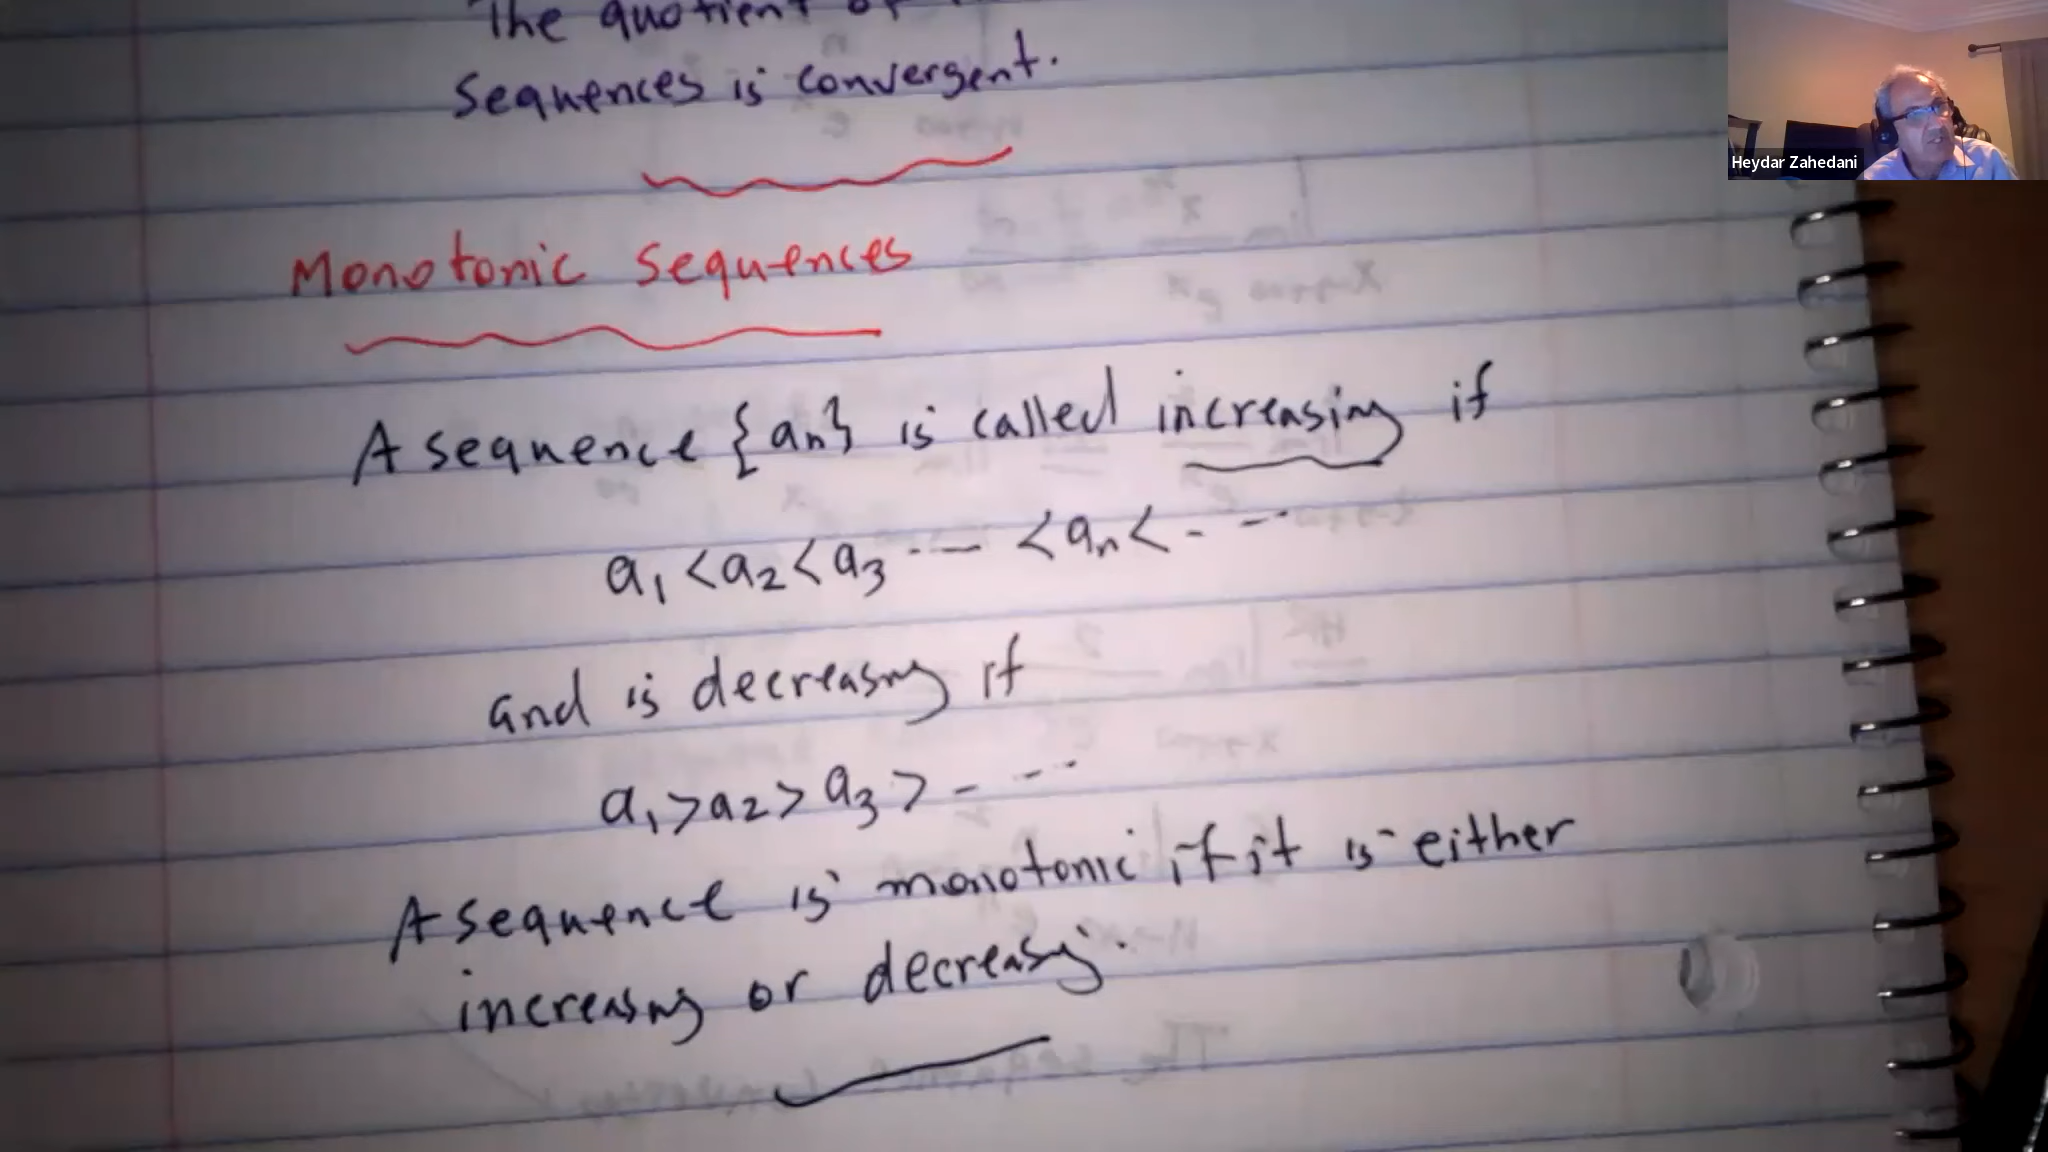 The quotient of
sequences is convergent.
Heydar Zahedani
Monotonic sequences
A sequence {an} is called increasing if
a1 < a2 < a3 ... < an < ...
and is decreasing if
a1 > a2 > a3 > ...
A sequence is monotonic if it is either
increasing or decreasing.